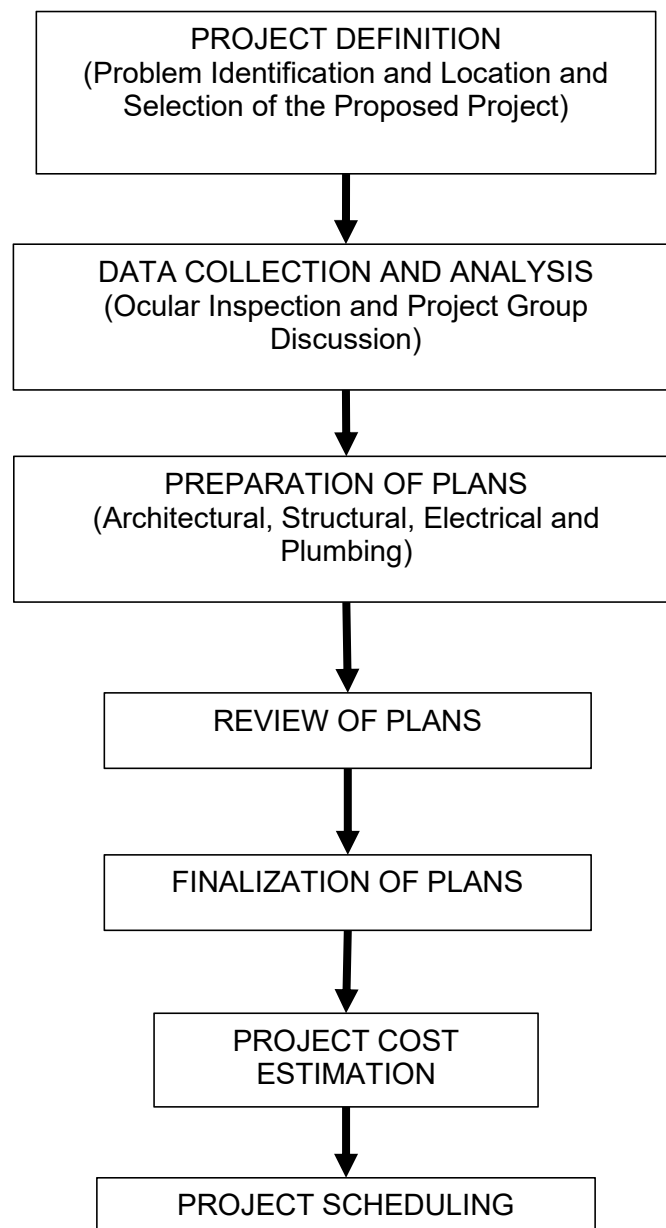 PROJECT DEFINITION
(Problem Identification and Location and
Selection of the Proposed Project)
DATA COLLECTION AND ANALYSIS
(Ocular Inspection and Project Group
Discussion)
PREPARATION OF PLANS
(Architectural, Structural, Electrical and
Plumbing)
REVIEW OF PLANS
FINALIZATION OF PLANS
PROJECT COST
ESTIMATION
PROJECT SCHEDULING